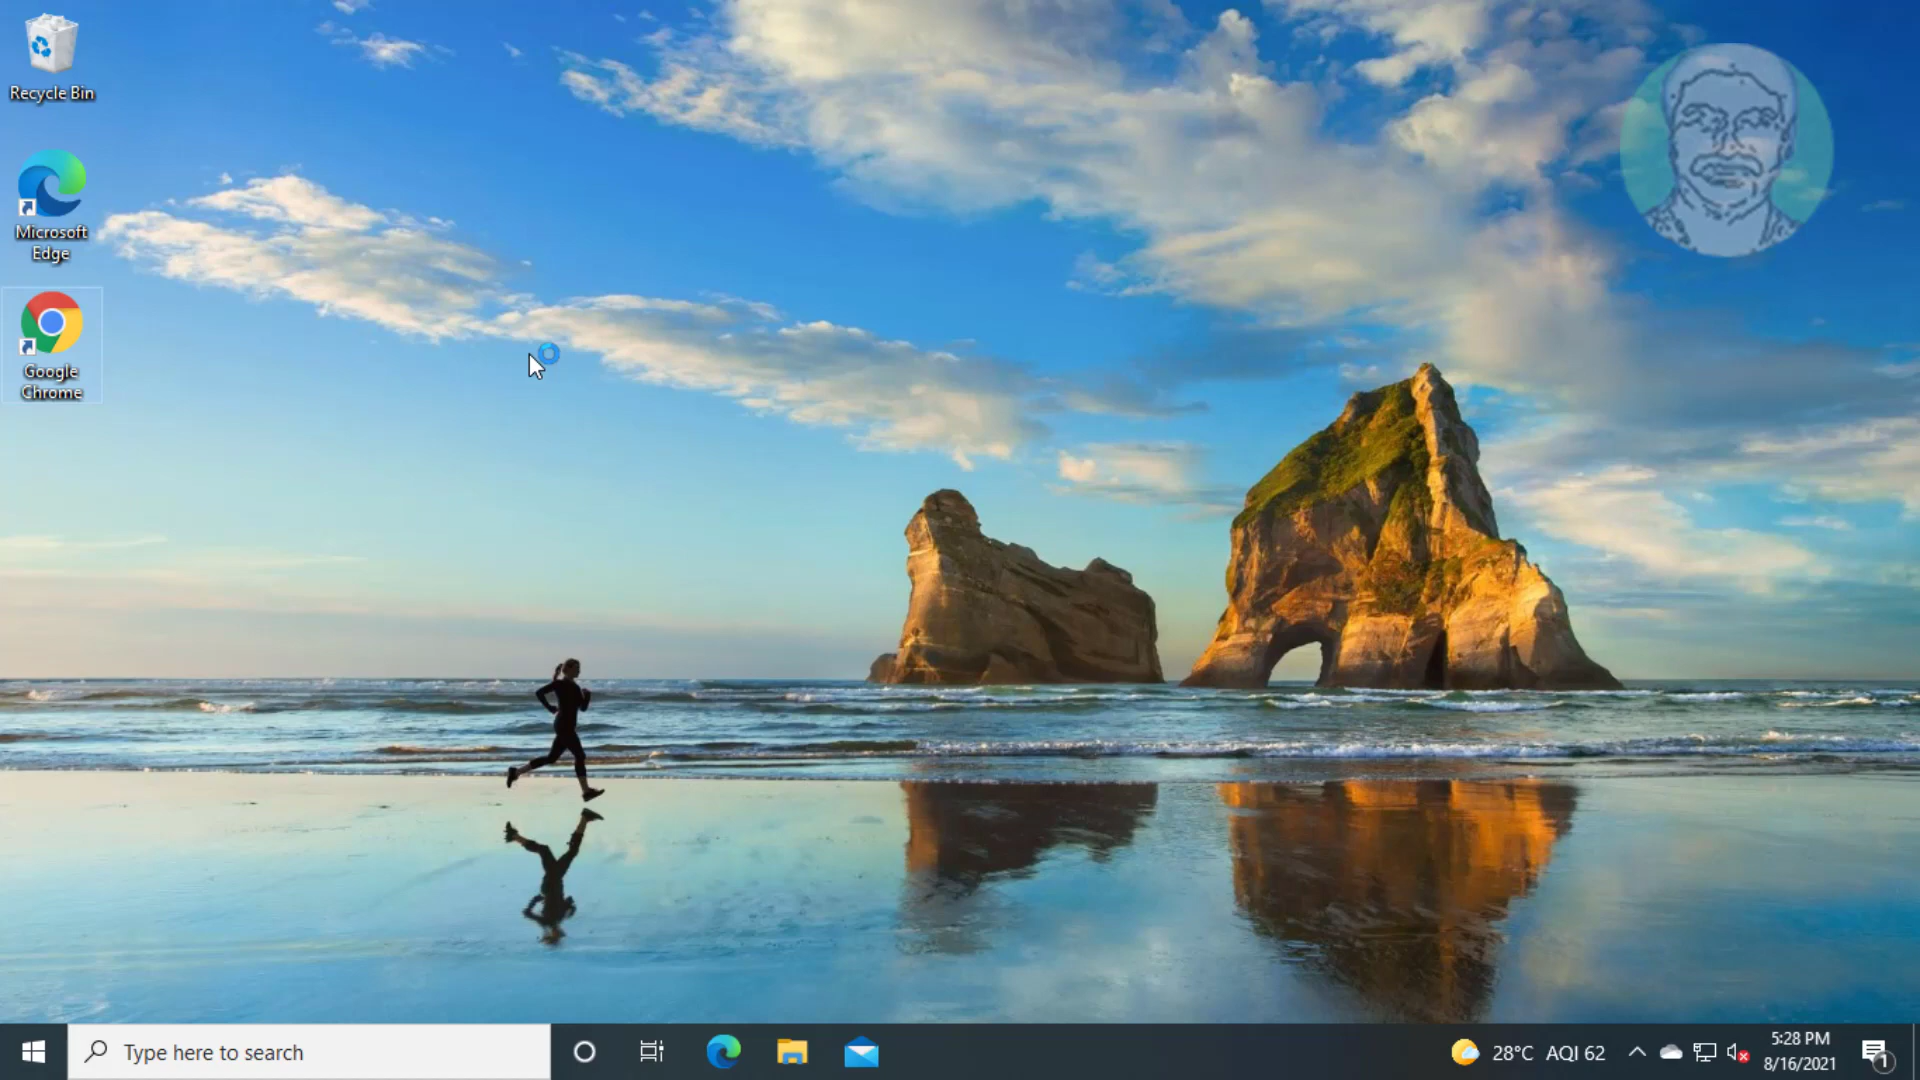 Recycle Bin
Microsoft
Edge
Google
Chrome
Type here to search
28°C AQI 62
5:28 PM
8/16/2021
1